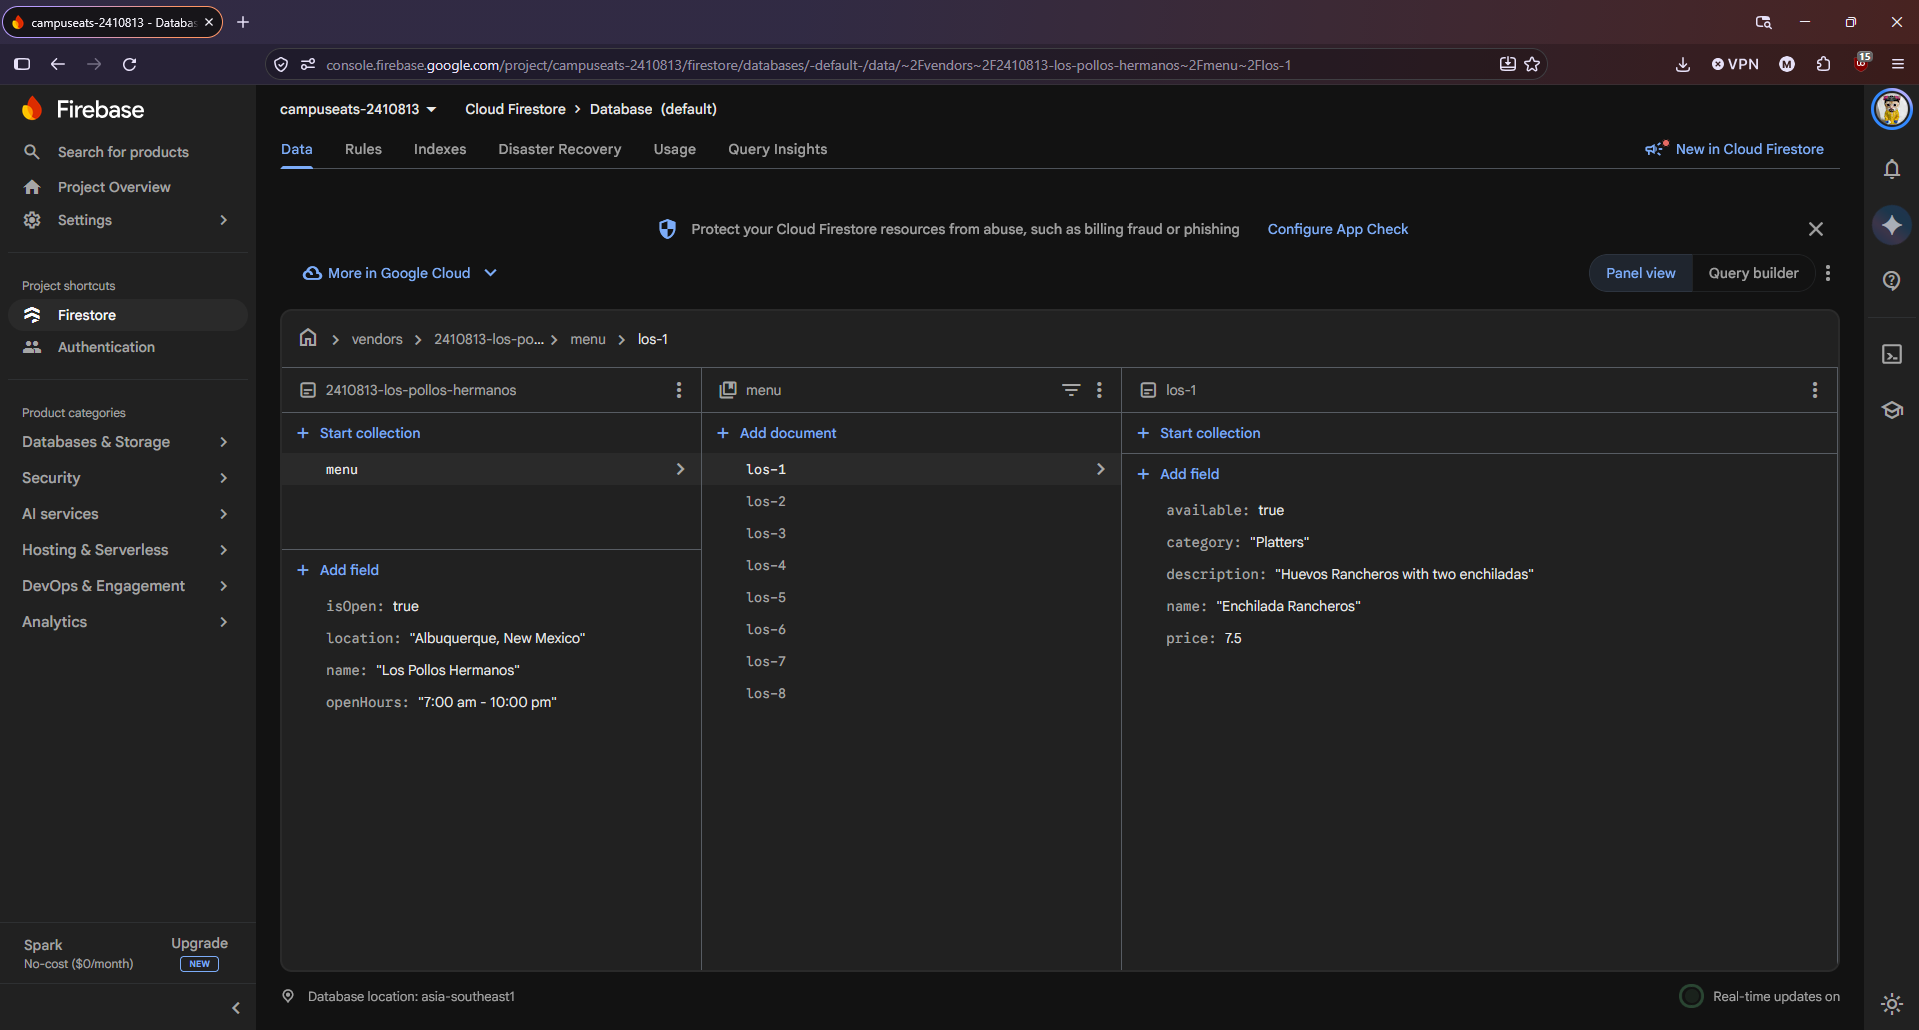 campuseats-2410813 - Databas
console.firebase.google.com/project/campuseats-2410813/firestore/databases/-default-/data/~2Fvendors~2F2410813-los-pollos-hermanos~2Fmenu~2Flos-1
VPN
M
15
Firebase
Search for products
Project Overview
Settings
Project shortcuts
Firestore
Authentication
Product categories
Databases & Storage
Security
AI services
Hosting & Serverless
DevOps & Engagement
Analytics
Spark
No-cost ($0/month)
Upgrade
NEW
campuseats-2410813
Cloud Firestore > Database (default)
Data Rules Indexes Disaster Recovery Usage Query Insights
New in Cloud Firestore
Protect your Cloud Firestore resources from abuse, such as billing fraud or phishing Configure App Check
More in Google Cloud
Panel view Query builder
vendors > 2410813-los-po... > menu > los-1
2410813-los-pollos-hermanos
+ Start collection
menu
+ Add field
isOpen: true
location: "Albuquerque, New Mexico"
name: "Los Pollos Hermanos"
openHours: "7:00 am - 10:00 pm"
menu
+ Add document
los-1
los-2
los-3
los-4
los-5
los-6
los-7
los-8
los-1
+ Start collection
+ Add field
available: true
category: "Platters"
description: "Huevos Rancheros with two enchiladas"
name: "Enchilada Rancheros"
price: 7.5
Database location: asia-southeast1
Real-time updates on